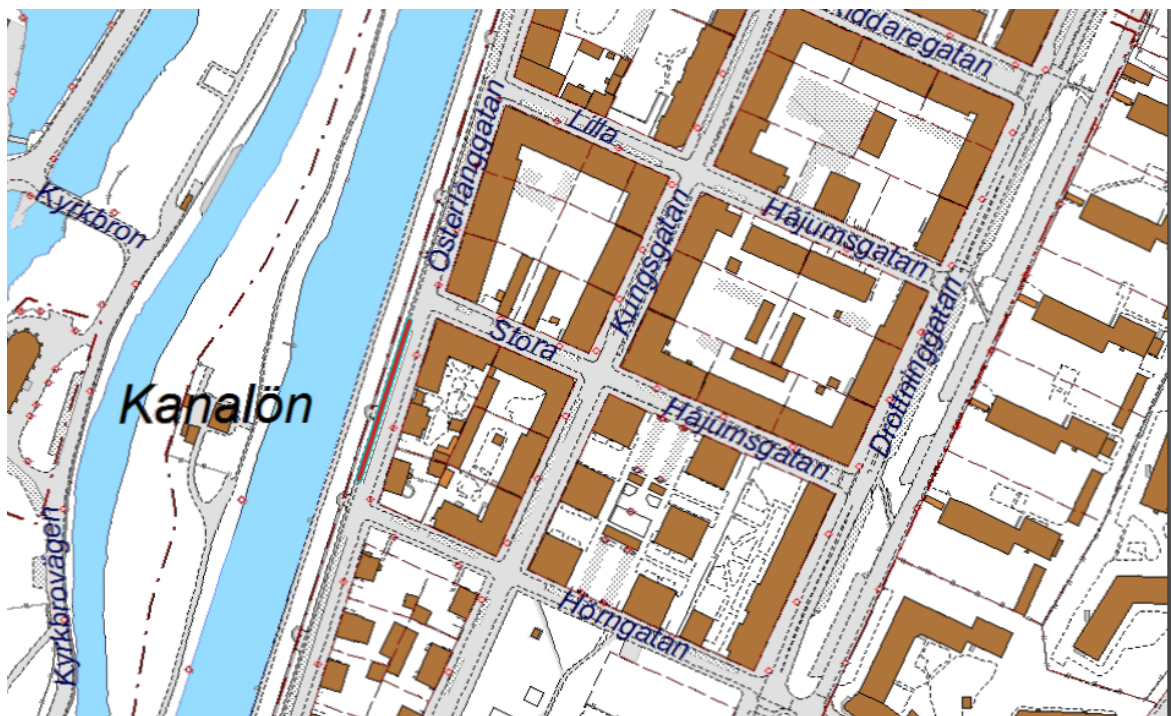 Riddaregatan
Lilla
Håjumsgatan
Österlånggatan
Kungsgatan
Kyrkbron
Drottninggatan
Stora
Håjumsgatan
Kanalön
Kyrkbrovägen
Horngatan